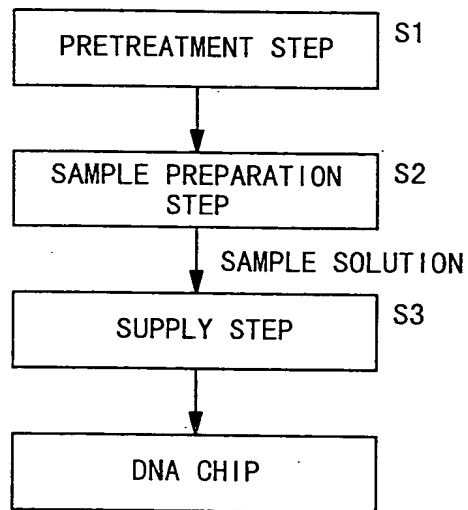 PRETREATMENT STEP
S1
SAMPLE PREPARATION
STEP
S2
SAMPLE SOLUTION
SUPPLY STEP
S3
DNA CHIP